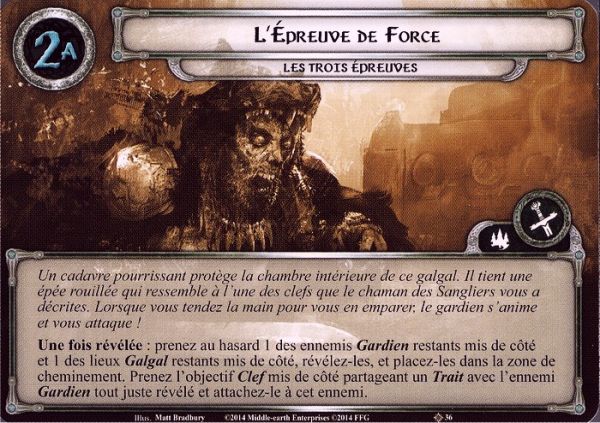 2A
L'Épreuve de Force
Les Trois Épreuves
Un cadavre pourrissant protège la chambre intérieure de ce galgal. Il tient une
épée rouillée qui ressemble à l'une des clefs que le chaman des Sangliers vous a
décrites. Lorsque vous tendez la main pour vous en emparer, le gardien s'anime
et vous attaque !
Une fois révélée : prenez au hasard 1 des ennemis Gardien restants mis de côté
et 1 des lieux Galgal restants mis de côté, révélez-les, et placez-les dans la zone de
cheminement. Prenez l'objectif Clef mis de côté partageant un Trait avec l'ennemi
Gardien tout juste révélé et attachez-le à cet ennemi.
Illus. Matt Bradbury ©2014 Middle-earth Enterprises ©2014 FFG 36